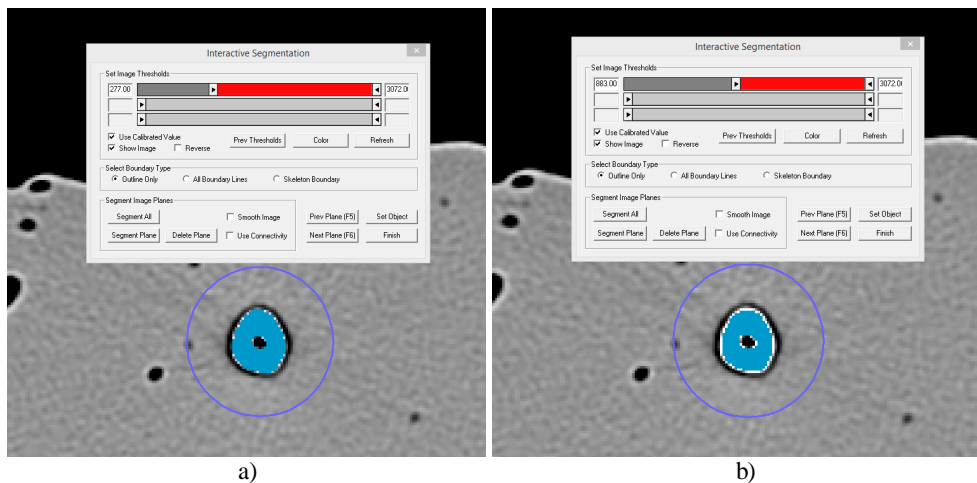 Interactive Segmentation
Set Image Thresholds
277.00 3072.0
Use Calibrated Value
Show Image Reverse Prev Thresholds Color Refresh
Select Boundary Type
Outline Only All Boundary Lines Skeleton Boundary
Segment Image Planes
Segment All Smooth Image Prev Plane (F5) Set Object
Segment Plane Delete Plane Use Connectivity Next Plane (F6) Finish
a)
Interactive Segmentation
Set Image Thresholds
883.00 3072.0
Use Calibrated Value
Show Image Reverse Prev Thresholds Color Refresh
Select Boundary Type
Outline Only All Boundary Lines Skeleton Boundary
Segment Image Planes
Segment All Smooth Image Prev Plane (F5) Set Object
Segment Plane Delete Plane Use Connectivity Next Plane (F6) Finish
b)